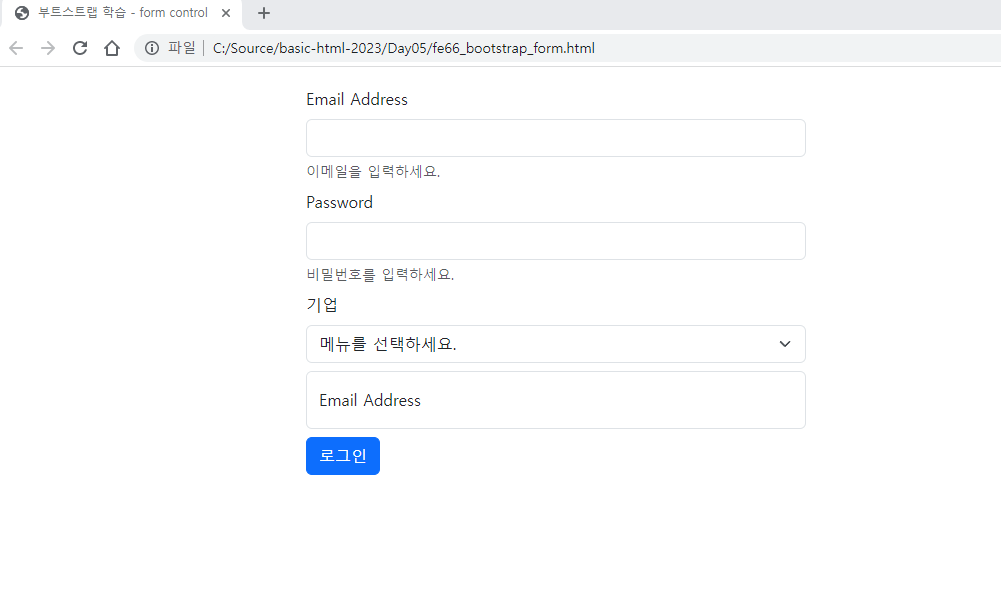 부트스트랩 학습 - form control
파일 C:/Source/basic-html-2023/Day05/fe66_bootstrap_form.html
Email Address
이메일을 입력하세요.
Password
비밀번호를 입력하세요.
기업
메뉴를 선택하세요.
Email Address
로그인